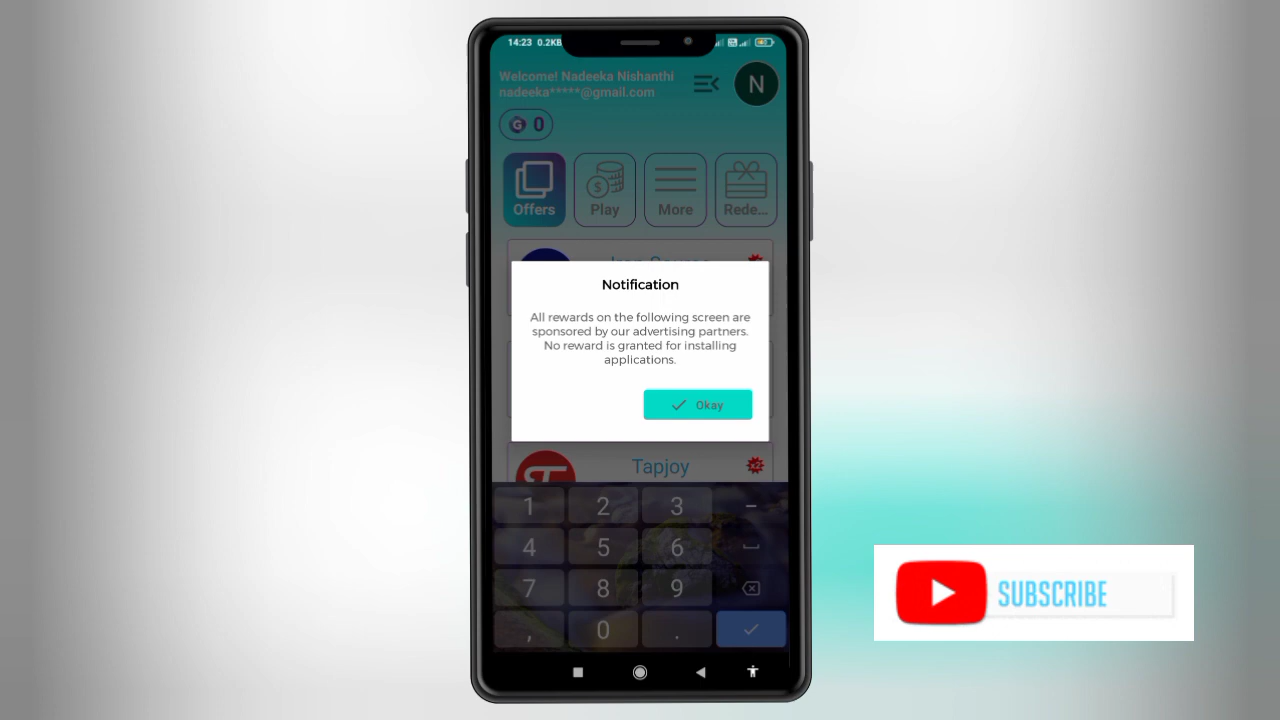 14:23 0.2KB
Welcome! Nadeeka Nishanthi
nadeeka*****@gmail.com
N
G 0
Offers
Play
More
Rede...
Notification
All rewards on the following screen are
sponsored by our advertising partners.
No reward is granted for installing
applications.
Okay
Tapjoy
X2
1 2 3 -
4 5 6
7 8 9
, 0 .
SUBSCRIBE